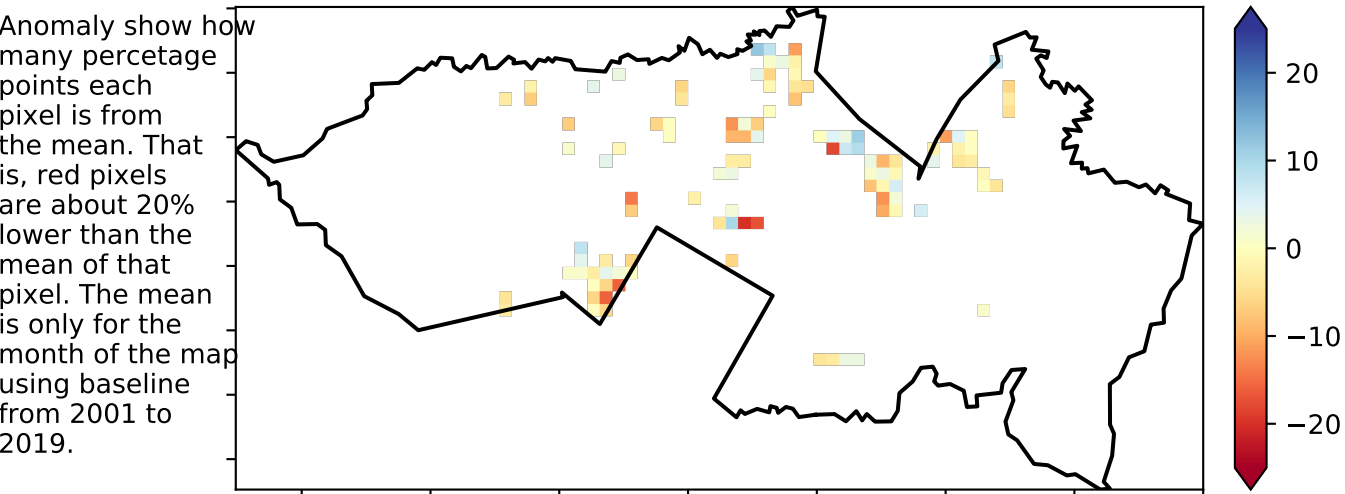 Anomaly show how
many percetage
points each
pixel is from
the mean. That
is, red pixels
are about 20%
lower than the
mean of that
pixel. The mean
is only for the
month of the map
using baseline
from 2001 to
2019.
20
10
0
−10
−20